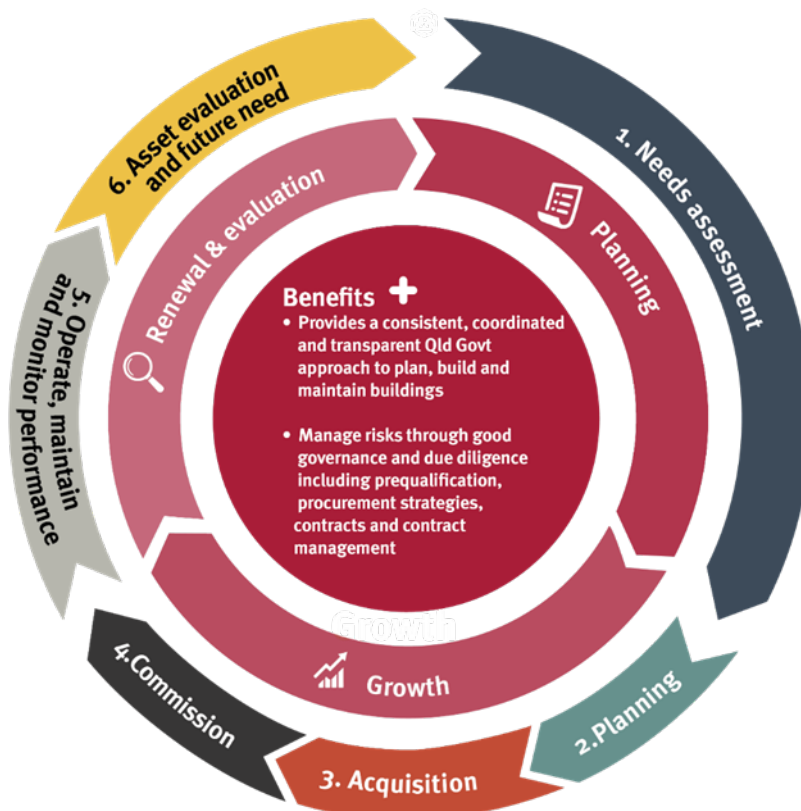 1. Needs assessment
2.Planning
3. Acquisition
4.Commission
5. Operate, maintain
and monitor performance
6. Asset evaluation
and future need
Planning
Growth
Growth
Renewal & evaluation
Benefits +
• Provides a consistent, coordinated
and transparent Qld Govt
approach to plan, build and
maintain buildings
• Manage risks through good
governance and due diligence
including prequalification,
procurement strategies,
contracts and contract
management